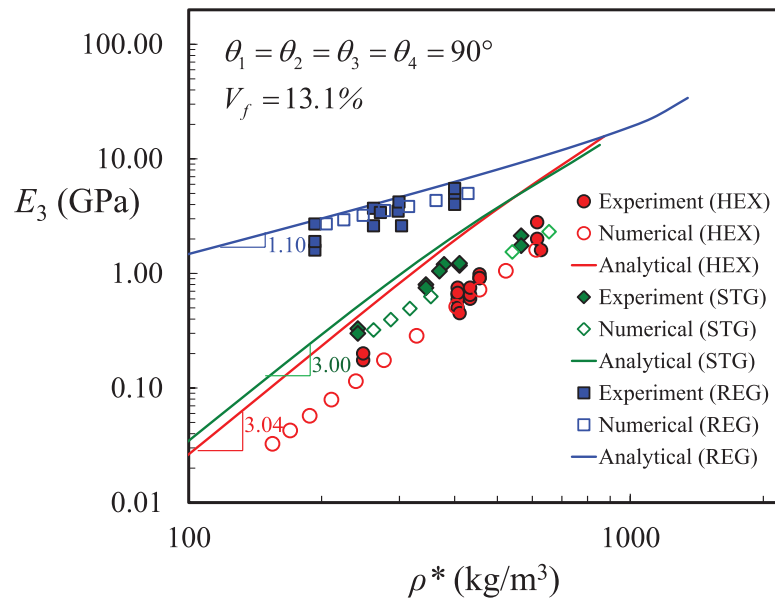 100.00
θ₁ = θ₂ = θ₃ = θ₄ = 90°
V_f = 13.1%
10.00
E₃ (GPa)
1.00
0.10
0.01
1.10
3.00
3.04
Experiment (HEX)
Numerical (HEX)
Analytical (HEX)
Experiment (STG)
Numerical (STG)
Analytical (STG)
Experiment (REG)
Numerical (REG)
Analytical (REG)
100
1000
ρ* (kg/m³)